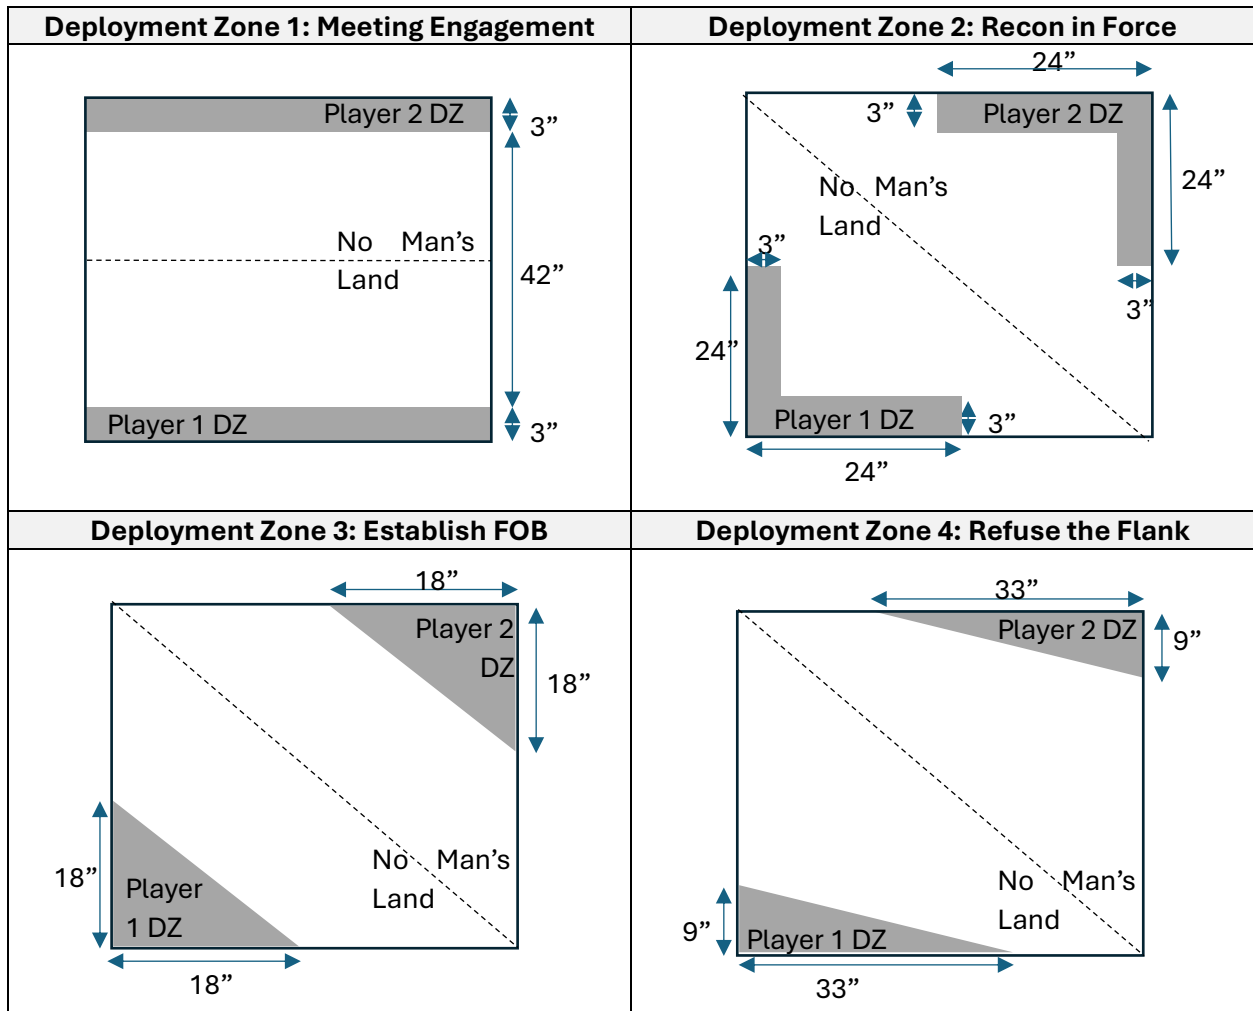 Deployment Zone 1: Meeting Engagement
Player 2 DZ
3”
No Man’s
Land
42”
Player 1 DZ
3”
Deployment Zone 2: Recon in Force
24”
3”
Player 2 DZ
24”
No Man’s
Land
3”
3”
24”
Player 1 DZ
3”
24”
Deployment Zone 3: Establish FOB
18”
Player 2
DZ
18”
No Man’s
Land
18”
Player
1 DZ
18”
Deployment Zone 4: Refuse the Flank
33”
Player 2 DZ
9”
No Man’s
Land
9”
Player 1 DZ
33”